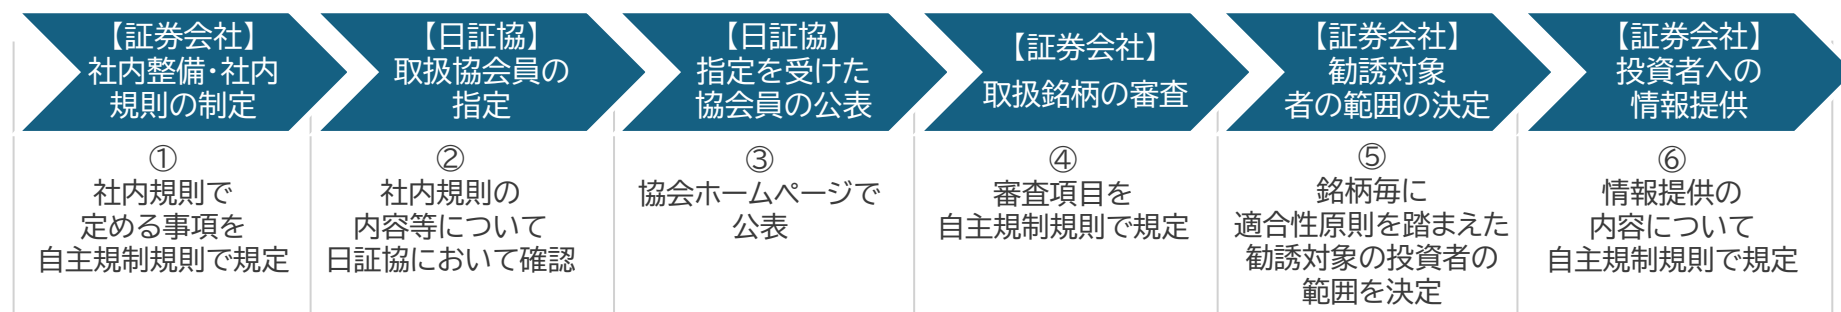 【証券会社】
社内整備・社内
規則の制定
【日証協】
取扱協会員の
指定
【日証協】
指定を受けた
協会員の公表
【証券会社】
取扱銘柄の審査
【証券会社】
勧誘対象
者の範囲の決定
【証券会社】
投資者への
情報提供
①
社内規則で
定める事項を
自主規制規則で規定
②
社内規則の
内容等について
日証協において確認
③
協会ホームページで
公表
④
審査項目を
自主規制規則で規定
⑤
銘柄毎に
適合性原則を踏まえた
勧誘対象の投資者の
範囲を決定
⑥
情報提供の
内容について
自主規制規則で規定